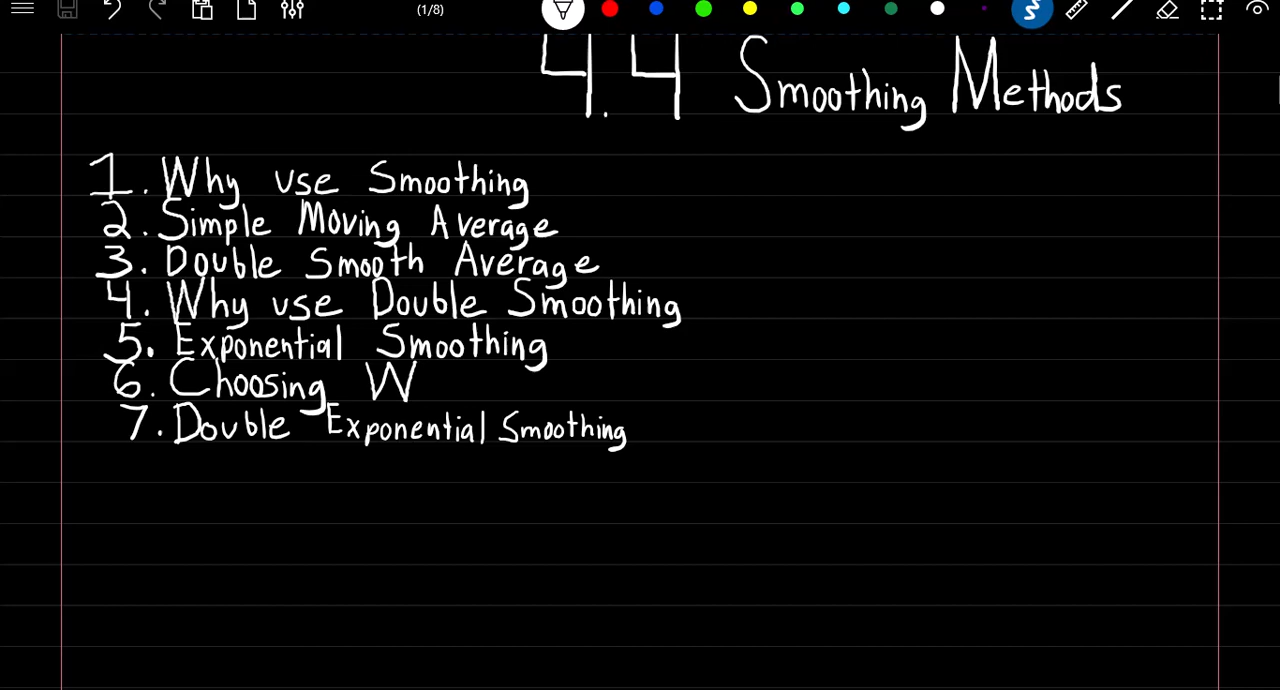 (1/8)
4.4 Smoothing Methods
1. Why use Smoothing
2. Simple Moving Average
3. Double Smooth Average
4. Why use Double Smoothing
5. Exponential Smoothing
6. Choosing W
7. Double Exponential Smoothing